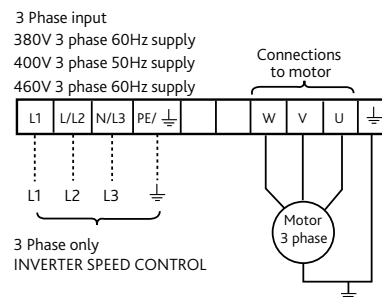 3 Phase input
380V 3 phase 60Hz supply
400V 3 phase 50Hz supply
460V 3 phase 60Hz supply
Connections
to motor
L1 L/L2 N/L3 PE/ W V U
L1 L2 L3
Motor
3 phase
3 Phase only
INVERTER SPEED CONTROL